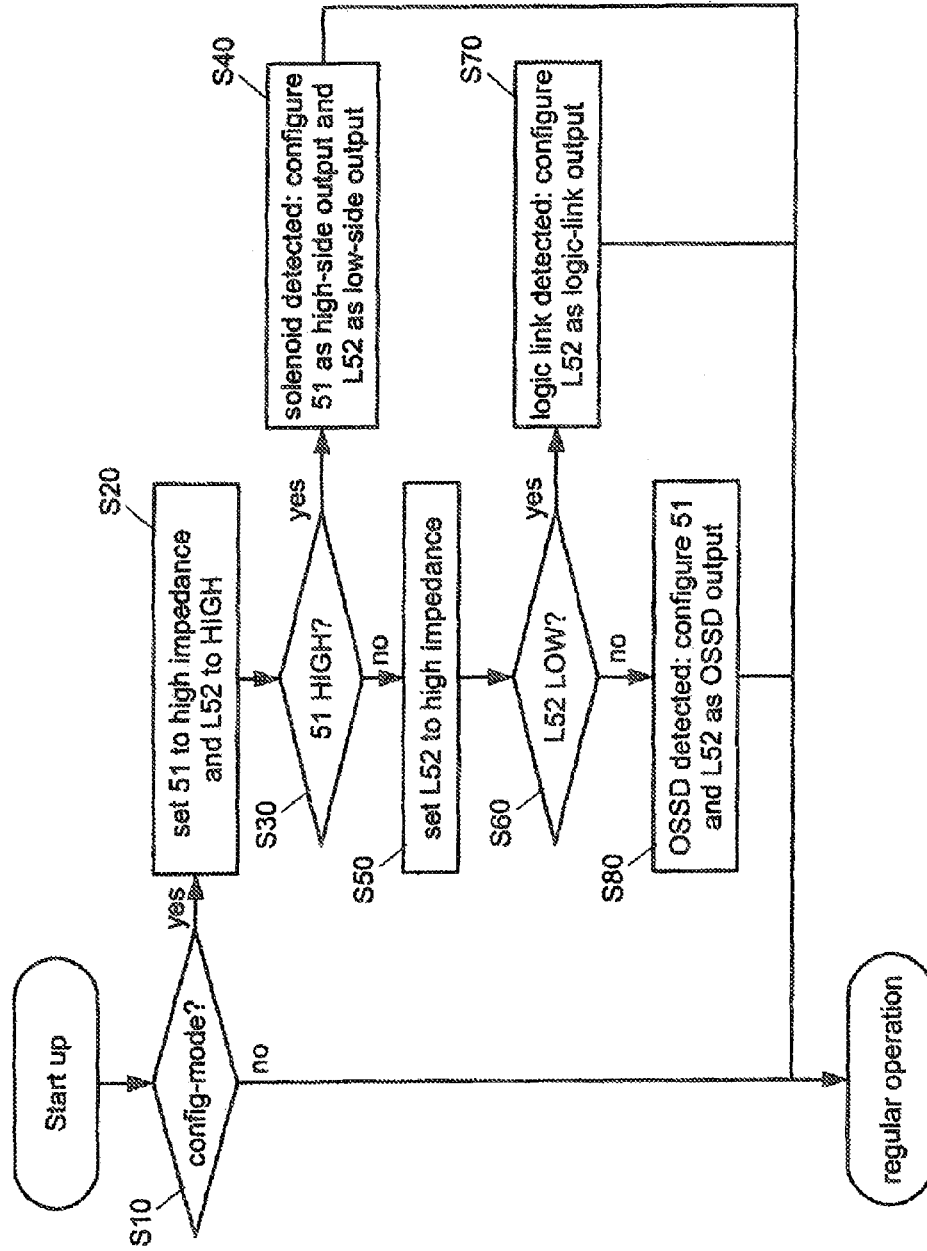 Start up
S10
config-mode?
yes
no
S20
set 51 to high impedance
and L52 to HIGH
S30
51 HIGH?
yes
no
S40
solenoid detected: configure
51 as high-side output and
L52 as low-side output
S50
set L52 to high impedance
S60
L52 LOW?
yes
no
S70
logic link detected: configure
L52 as logic-link output
S80
OSSD detected: configure 51
and L52 as OSSD output
regular operation